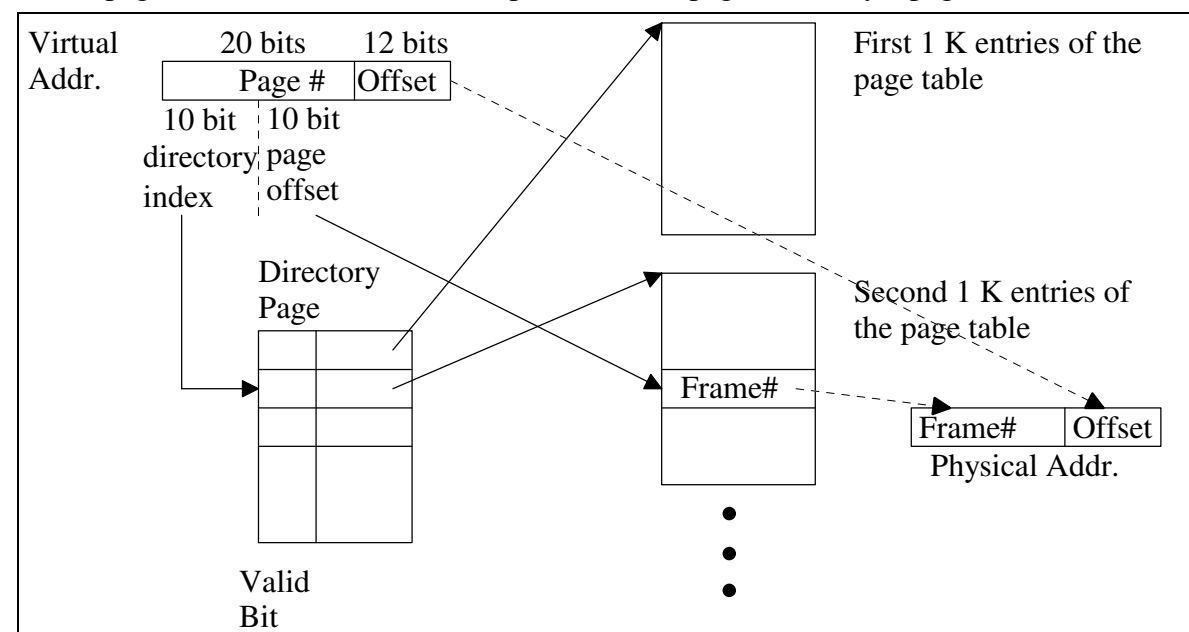 Virtual
Addr.
20 bits
12 bits
Page #
Offset
10 bit
directory
index
10 bit
page
offset
First 1 K entries of the
page table
Directory
Page
Second 1 K entries of
the page table
Frame#
Frame#
Offset
Physical Addr.
Valid
Bit